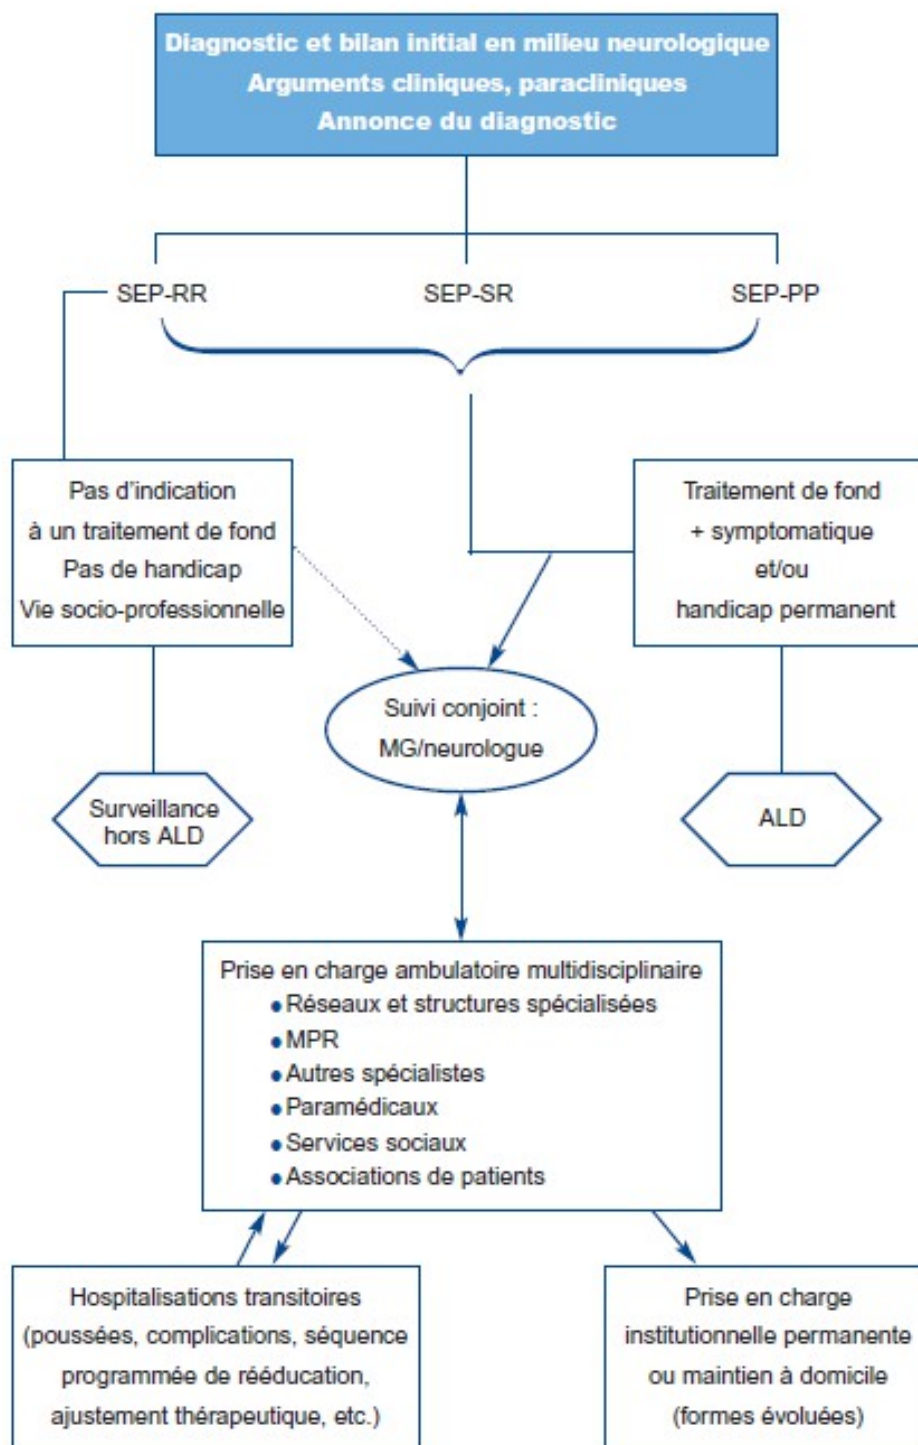 Diagnostic et bilan initial en milieu neurologique
Arguments cliniques, paracliniques
Annonce du diagnostic
SEP-RR
SEP-SR
SEP-PP
Pas d'indication
à un traitement de fond
Pas de handicap
Vie socio-professionnelle
Traitement de fond
+ symptomatique
et/ou
handicap permanent
Suivi conjoint :
MG/neurologue
Surveillance
hors ALD
ALD
Prise en charge ambulatoire multidisciplinaire
• Réseaux et structures spécialisées
• MPR
• Autres spécialistes
• Paramédicaux
• Services sociaux
• Associations de patients
Hospitalisations transitoires
(poussées, complications, séquence
programmée de rééducation,
ajustement thérapeutique, etc.)
Prise en charge
institutionnelle permanente
ou maintien à domicile
(formes évoluées)